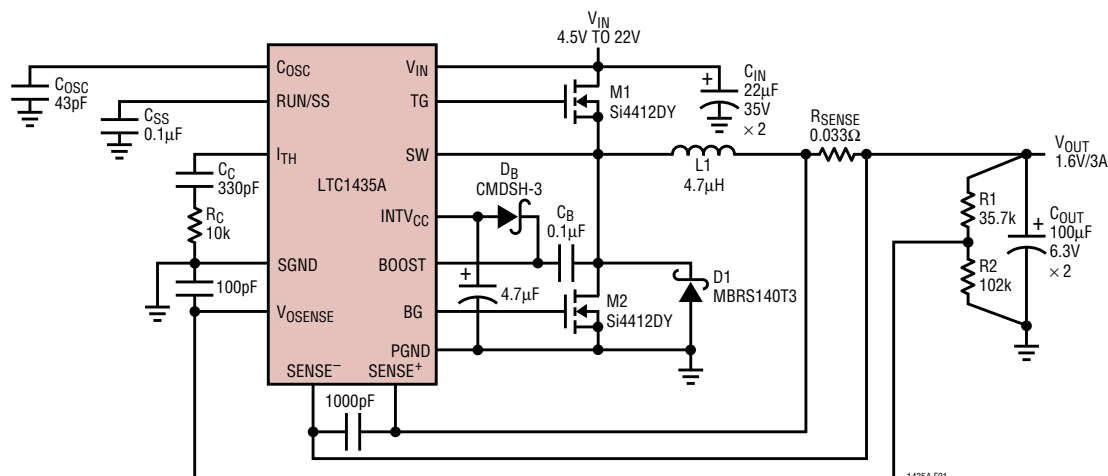 V_IN
4.5V TO 22V
C_OSC
43pF
C_SS
0.1µF
C_C
330pF
R_C
10k
100pF
C_OSC
RUN/SS
I_TH
SGND
V_OSENSE
SENSE⁻
SENSE⁺
LTC1435A
V_IN
TG
SW
INTV_CC
BOOST
BG
PGND
1000pF
D_B
CMDSH-3
4.7µF
+
C_B
0.1µF
M1
Si4412DY
M2
Si4412DY
D1
MBRS140T3
+
C_IN
22µF
35V
× 2
L1
4.7µH
R_SENSE
0.033Ω
V_OUT
1.6V/3A
R1
35.7k
R2
102k
+
C_OUT
100µF
6.3V
× 2
1435A F01